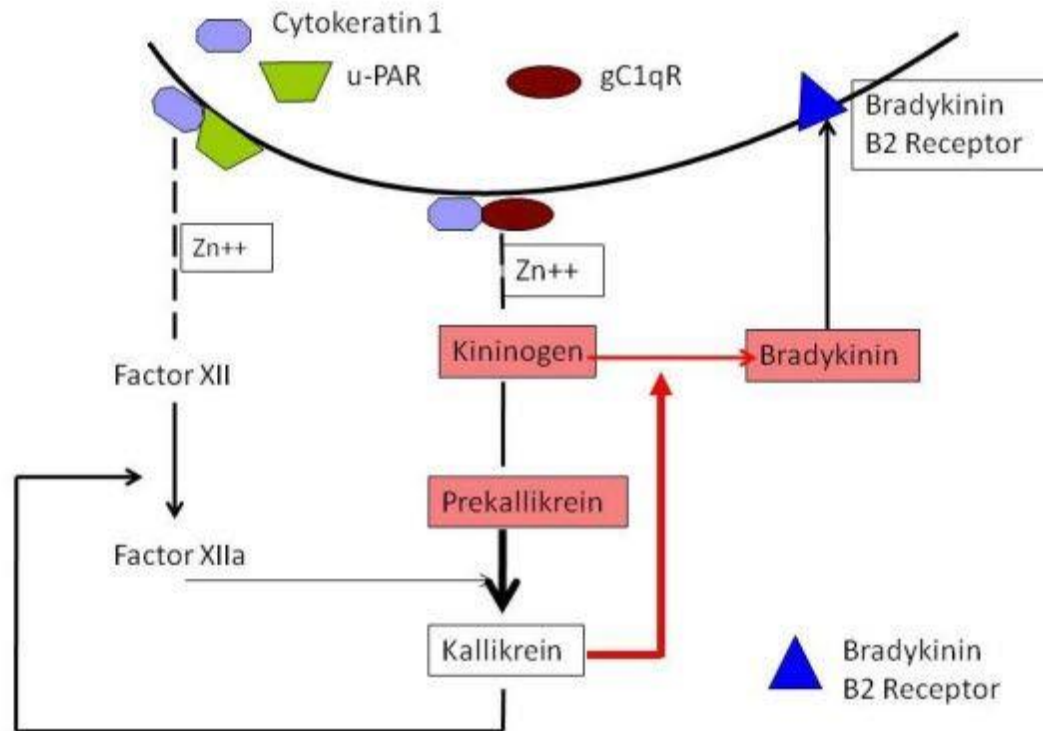 Cytokeratin 1
u-PAR
gC1qR
Bradykinin
B2 Receptor
Zn++
Zn++
Kininogen
Bradykinin
Factor XII
Prekallikrein
Factor XIIa
Kallikrein
Bradykinin
B2 Receptor